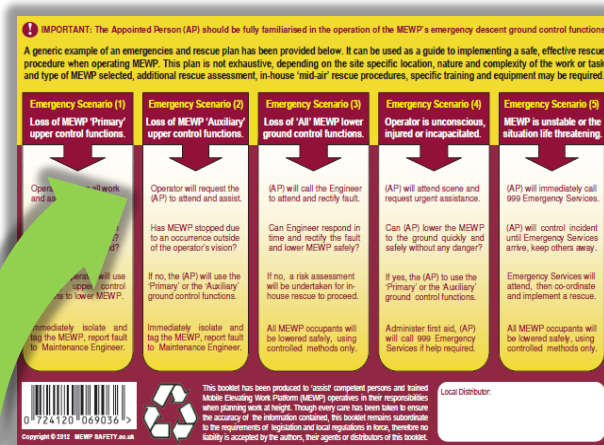 IMPORTANT: The Appointed Person (AP) should be fully familiarised in the operation of the MEWP's emergency descent ground control functions
A generic example of an emergencies and rescue plan has been provided below. It can be used as a guide to implementing a safe, effective rescue
procedure when operating MEWP. This plan is not exhaustive, depending on the site specific location, nature and complexity of the work or task
and type of MEWP selected, additional rescue assessment, in-house 'mid-air' rescue procedures, specific training and equipment may be required.
Emergency Scenario (1)
Loss of MEWP 'Primary'
upper control functions.
all work
and
?
?
will use
upper control
to lower MEWP.
Immediately isolate and
tag the MEWP, report fault
to Maintenance Engineer.
Emergency Scenario (2)
Loss of MEWP 'Auxiliary'
upper control functions.
Operator will request the
(AP) to attend and assist.
Has MEWP stopped due
to an occurrence outside
of the operator's vision?
If no, the (AP) will use the
'Primary' or the 'Auxiliary'
ground control functions.
Immediately isolate and
tag the MEWP, report fault
to Maintenance Engineer.
Emergency Scenario (3)
Loss of 'All' MEWP lower
ground control functions.
(AP) will call the Engineer
to attend and rectify fault.
Can Engineer respond in
time and rectify the fault
and lower MEWP safely?
If no, a risk assessment
will be undertaken for in-
house rescue to proceed.
All MEWP occupants will
be lowered safely, using
controlled methods only.
Emergency Scenario (4)
Operator is unconscious,
injured or incapacitated.
(AP) will attend scene and
request urgent assistance.
Can (AP) lower the MEWP
to the ground quickly and
safely without any danger?
If yes, the (AP) to use the
'Primary' or the 'Auxiliary'
ground control functions.
Administer first aid, (AP)
will call 999 Emergency
Services if help required.
Emergency Scenario (5)
MEWP is unstable or the
situation life threatening.
(AP) will immediately call
999 Emergency Services.
(AP) will control incident
until Emergency Services
arrive, keep others away.
Emergency Services will
attend, then co-ordinate
and implement a rescue.
All MEWP occupants will
be lowered safely, using
controlled methods only.
0 724120 069036 >
Copyright © 2012 MEWP SAFETY.co.uk
This booklet has been produced to 'assist' competent persons and trained
Mobile Elevating Work Platform (MEWP) operatives in their responsibilities
when planning work at height. Though every care has been taken to ensure
the accuracy of the information contained, this booklet remains subordinate
to the requirements of legislation and local regulations in force, therefore no
liability is accepted by the authors, their agents or distributors of this booklet.
Local Distributor: